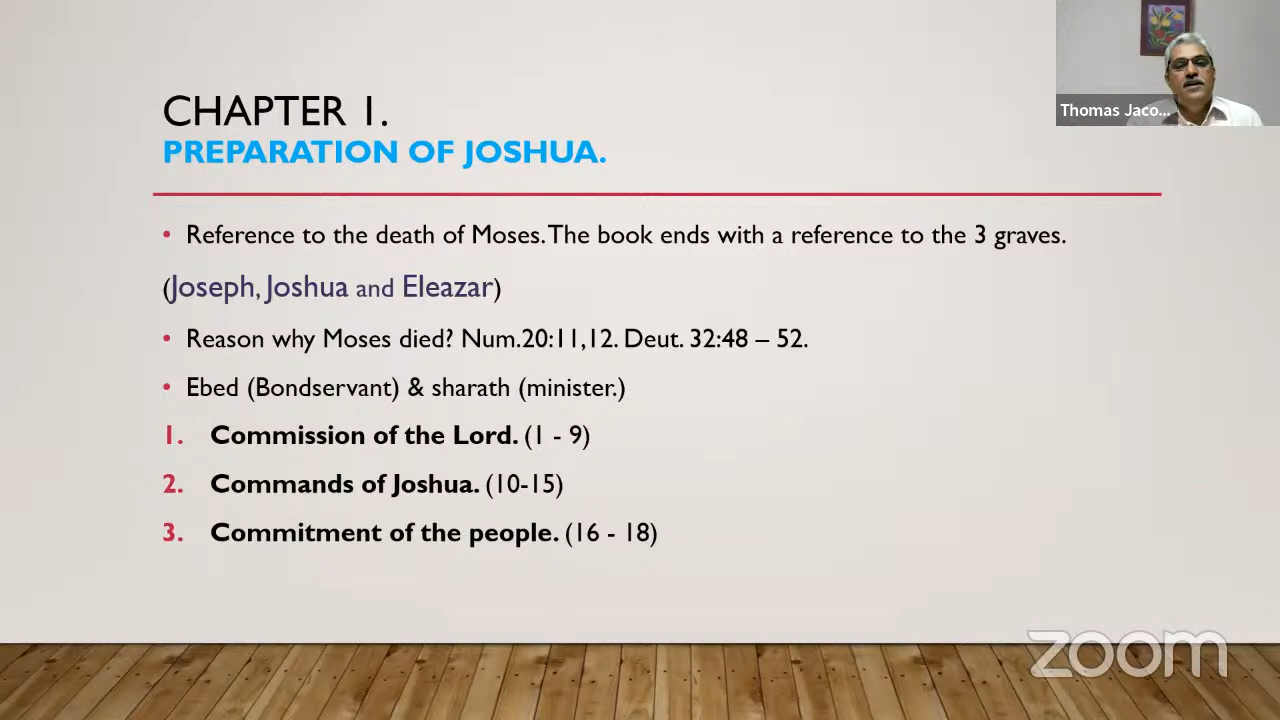 CHAPTER 1.
PREPARATION OF JOSHUA.
• Reference to the death of Moses. The book ends with a reference to the 3 graves.
(Joseph, Joshua and Eleazar)
• Reason why Moses died? Num.20:11,12. Deut. 32:48 – 52.
• Ebed (Bondservant) & sharath (minister.)
1. Commission of the Lord. (1 - 9)
2. Commands of Joshua. (10-15)
3. Commitment of the people. (16 - 18)
Thomas Jaco...
zoom